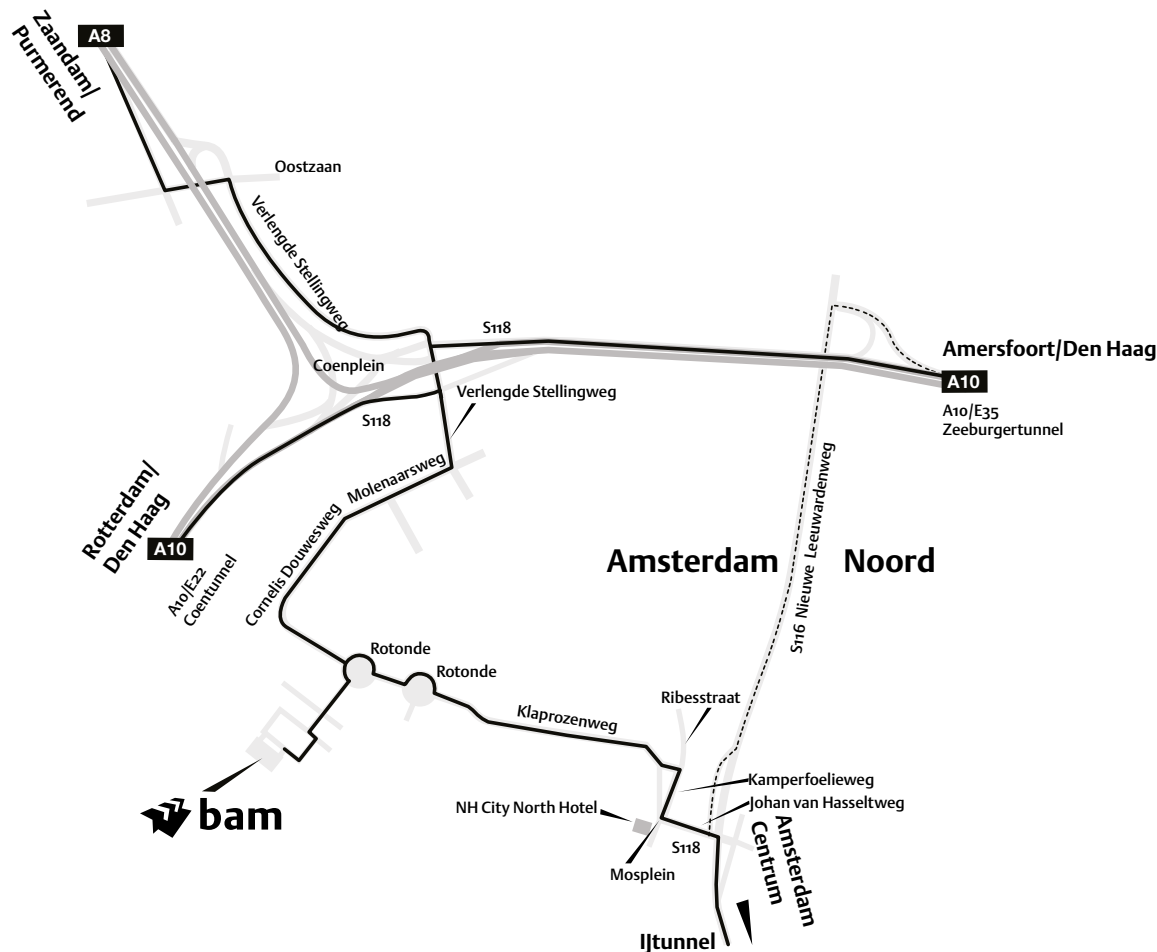 A8
Zaandam/
Purmerend
Oostzaan
Verlengde Stellingweg
S118
Coenplein
Amersfoort/Den Haag
A10
A10/E35
Zeeburgertunnel
Verlengde Stellingweg
S118
Molenaarsweg
Rotterdam/
Den Haag
A10
A10/E22
Coentunnel
Cornelis Douwesweg
Amsterdam Noord
S116 Nieuwe Leeuwardenweg
Rotonde
Rotonde
Ribesstraat
Klaprozenweg
Kamperfoelieweg
Johan van Hasseltweg
NH City North Hotel
bam
S118
Mosplein
Amsterdam
Centrum
IJtunnel